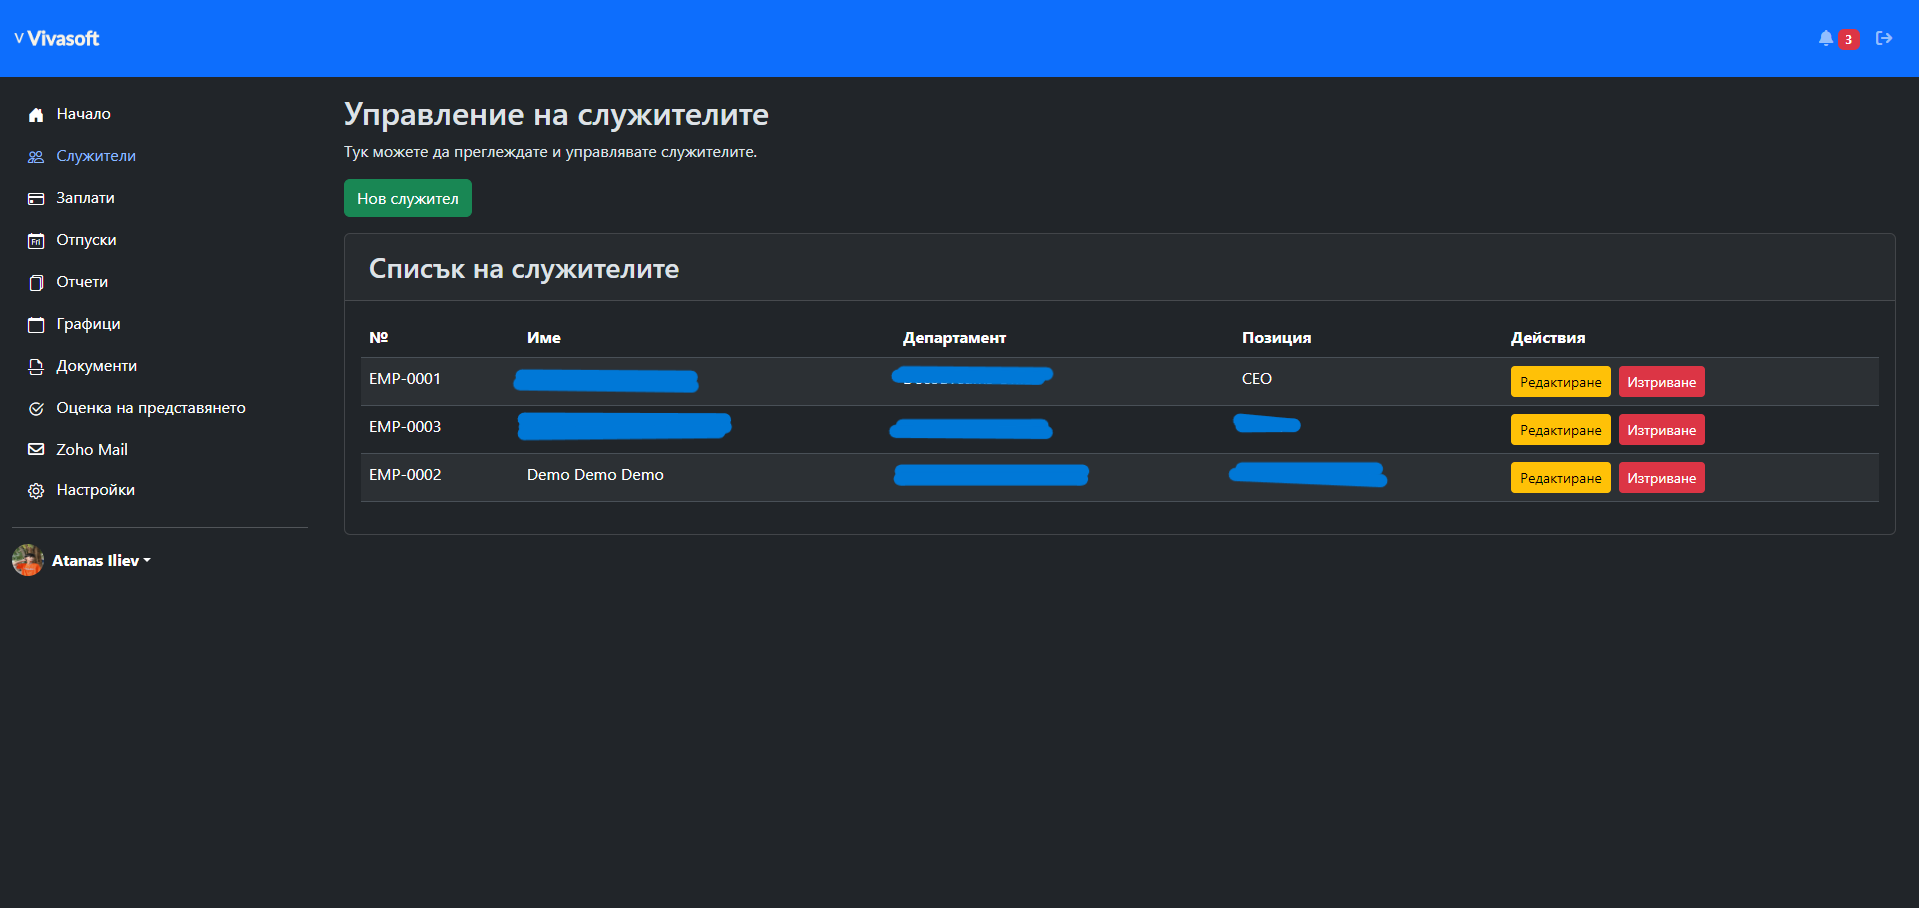 V Vivasoft
3
Начало
Служители
Заплати
Отпуски
Отчети
Графици
Документи
Оценка на представянето
Zoho Mail
Настройки
Atanas Iliev
Управление на служителите
Тук можете да преглеждате и управлявате служителите.
Нов служител
Списък на служителите
№ Име Департамент Позиция Действия
EMP-0001 CEO Редактиране Изтриване
EMP-0003 Редактиране Изтриване
EMP-0002 Demo Demo Demo Редактиране Изтриване